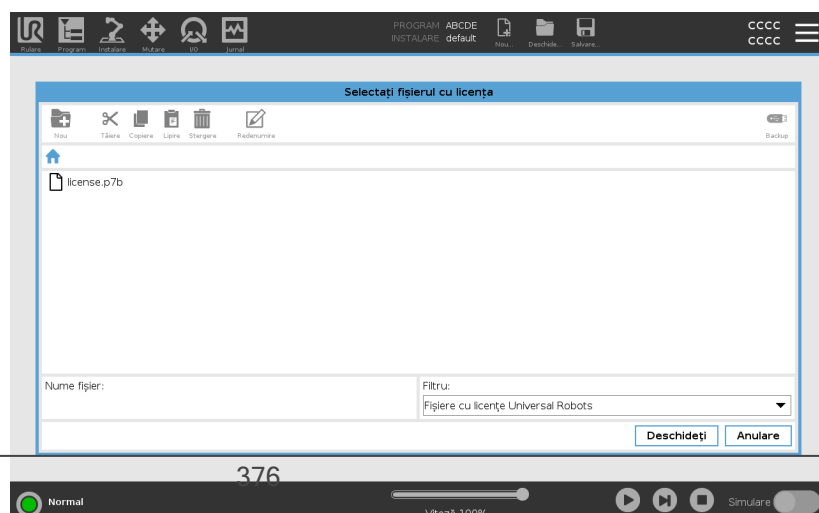 PROGRAM ABCDE
INSTALARE default
cccc
cccc
Rulare Program Instalare Mutare I/O Jurnal Nou... Deschide... Salvare...
Selectați fișierul cu licența
Nou Tăiere Copiere Lipire Ștergere Redenumire Backup
license.p7b
Nume fișier: Filtru:
Fișiere cu licențe Universal Robots
Deschideți Anulare
376
Normal
Viteză 100%
Simulare